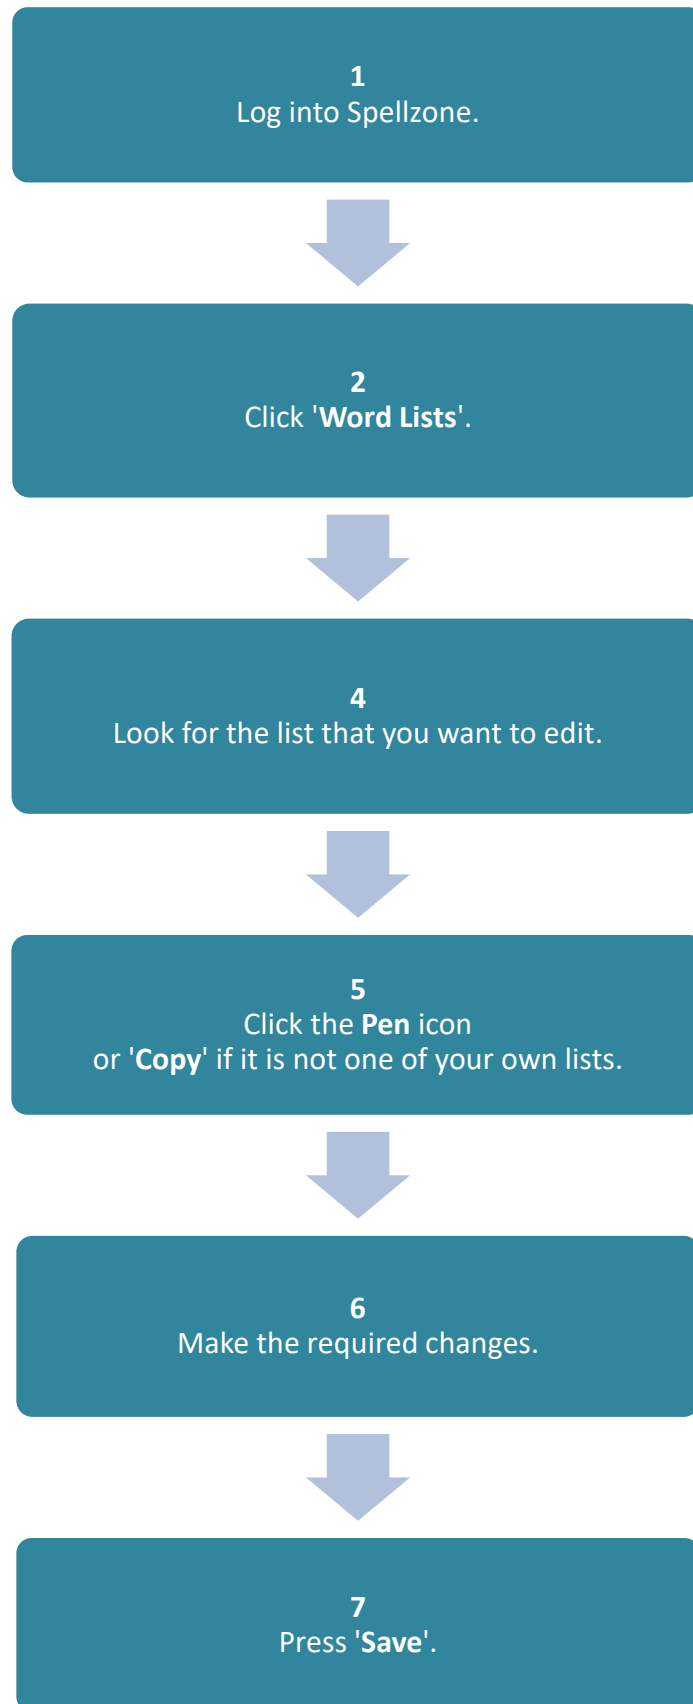 1
Log into Spellzone.
2
Click 'Word Lists'.
4
Look for the list that you want to edit.
5
Click the Pen icon
or 'Copy' if it is not one of your own lists.
6
Make the required changes.
7
Press 'Save'.